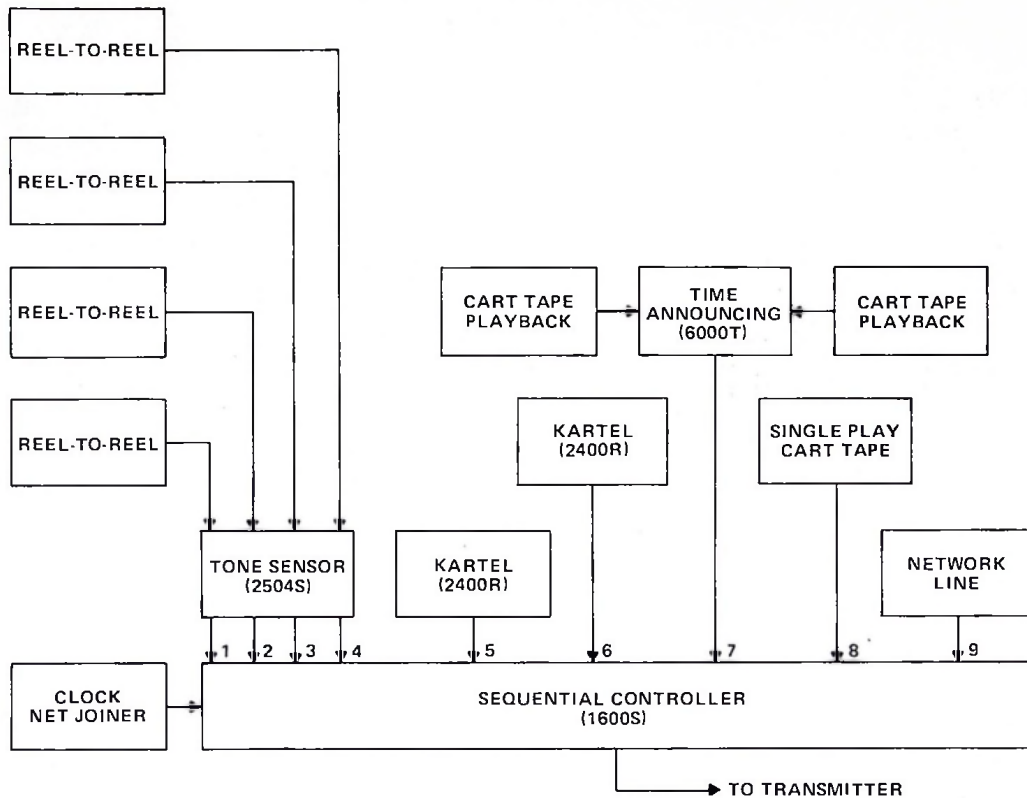 REEL-TO-REEL
REEL-TO-REEL
REEL-TO-REEL
REEL-TO-REEL
CART TAPE
PLAYBACK
TIME
ANNOUNCING
(6000T)
CART TAPE
PLAYBACK
KARTEL
(2400R)
SINGLE PLAY
CART TAPE
TONE SENSOR
(2504S)
KARTEL
(2400R)
NETWORK
LINE
1 2 3 4 5 6 7 8 9
CLOCK
NET JOINER
SEQUENTIAL CONTROLLER
(1600S)
TO TRANSMITTER